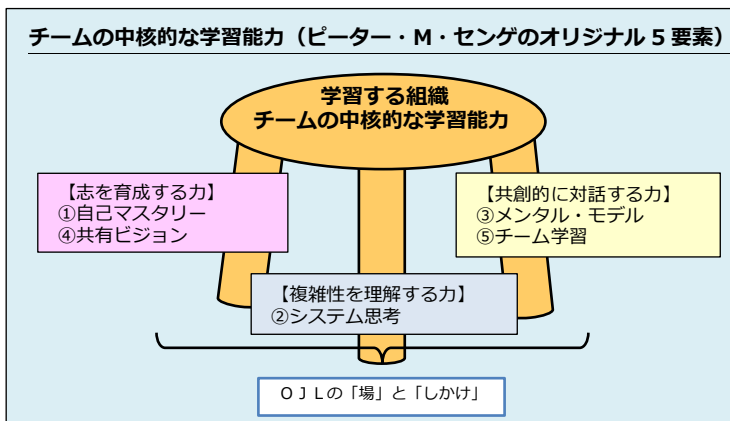 チームの中核的な学習能力（ピーター・M・センゲのオリジナル 5 要素）
学習する組織
チームの中核的な学習能力
【志を育成する力】
①自己マスタリー
④共有ビジョン
【共創的に対話する力】
③メンタル・モデル
⑤チーム学習
【複雑性を理解する力】
②システム思考
ＯＪＬの「場」と「しかけ」